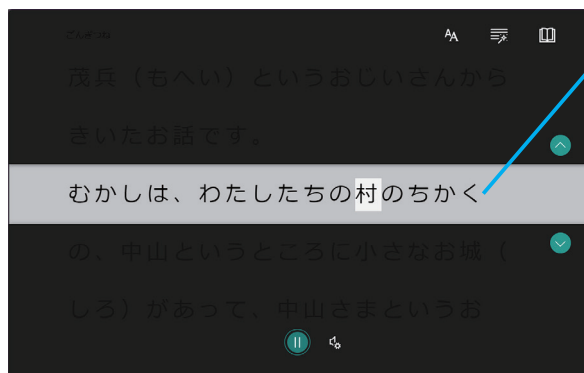 ごんぎつね
茂兵（もへい）というおじいさんから
きいたお話です。
むかしは、わたしたちの村のちかく
の、中山というところに小さなお城（
しろ）があって、中山さまというお